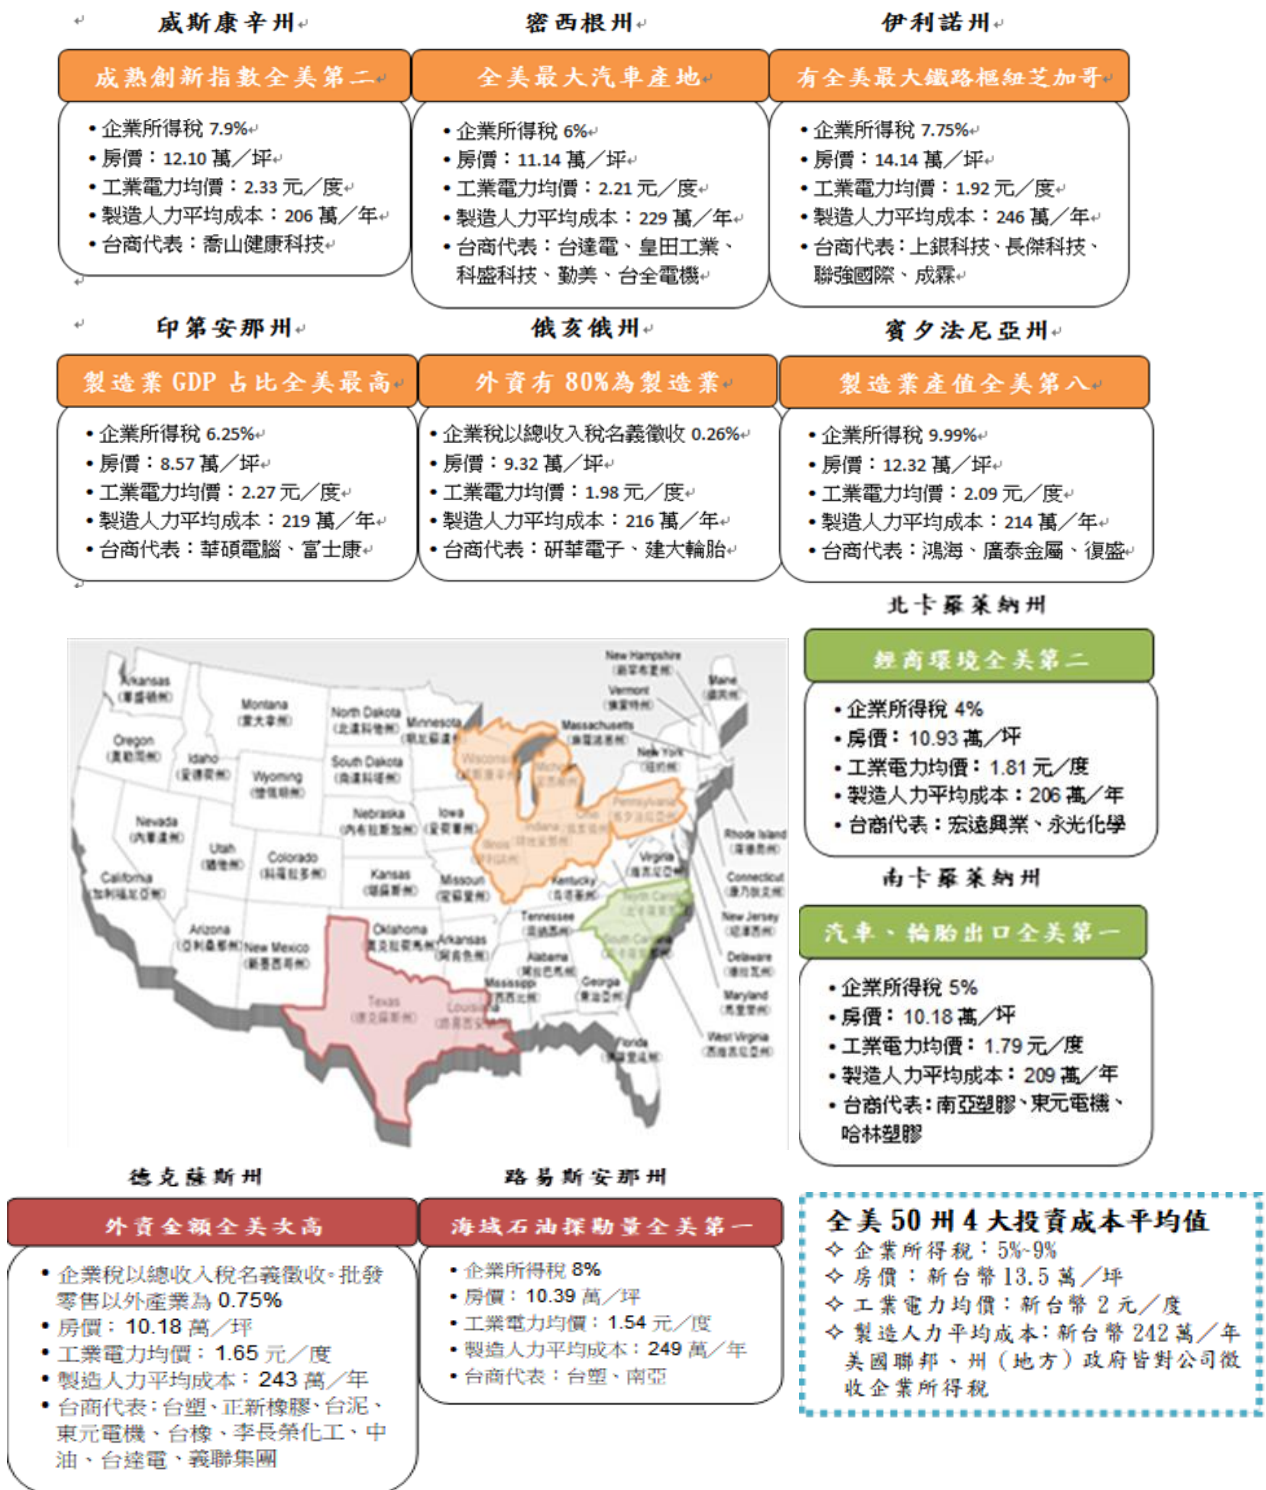 威斯康辛州
密西根州
伊利諾州
成熟創新指數全美第二
全美最大汽車產地
有全美最大鐵路樞紐芝加哥
• 企業所得稅 7.9%
• 房價：12.10 萬／坪
• 工業電力均價：2.33 元／度
• 製造人力平均成本：206 萬／年
• 台商代表：喬山健康科技
• 企業所得稅 6%
• 房價：11.14 萬／坪
• 工業電力均價：2.21 元／度
• 製造人力平均成本：229 萬／年
• 台商代表：台達電、皇田工業、
科盛科技、勤美、台全電機
• 企業所得稅 7.75%
• 房價：14.14 萬／坪
• 工業電力均價：1.92 元／度
• 製造人力平均成本：246 萬／年
• 台商代表：上銀科技、長傑科技、
聯強國際、成霖
印第安那州
俄亥俄州
賓夕法尼亞州
製造業 GDP 占比全美最高
外資有 80%為製造業
製造業產值全美第八
• 企業所得稅 6.25%
• 房價：8.57 萬／坪
• 工業電力均價：2.27 元／度
• 製造人力平均成本：219 萬／年
• 台商代表：華碩電腦、富士康
• 企業稅以總收入稅名義徵收 0.26%
• 房價：9.32 萬／坪
• 工業電力均價：1.98 元／度
• 製造人力平均成本：216 萬／年
• 台商代表：研華電子、建大輪胎
• 企業所得稅 9.99%
• 房價：12.32 萬／坪
• 工業電力均價：2.09 元／度
• 製造人力平均成本：214 萬／年
• 台商代表：鴻海、廣泰金屬、復盛
北卡羅萊納州
經商環境全美第二
• 企業所得稅 4%
• 房價：10.93 萬／坪
• 工業電力均價：1.81 元／度
• 製造人力平均成本：206 萬／年
• 台商代表：宏遠興業、永光化學
南卡羅萊納州
汽車、輪胎出口全美第一
• 企業所得稅 5%
• 房價：10.18 萬／坪
• 工業電力均價：1.79 元／度
• 製造人力平均成本：209 萬／年
• 台商代表：南亞塑膠、東元電機、
哈林塑膠
New Hampshire
Vermont
Maine
Arkansas
Montana
North Dakota
Minnesota
Massachusetts
Oregon
Idaho
South Dakota
Wisconsin
Michigan
New York
Wyoming
Nebraska
Iowa
Pennsylvania
Ohio
Nevada
Utah
Colorado
Illinois
Indiana
Rhode Island
California
Kansas
Missouri
Kentucky
Virginia
Connecticut
Arizona
New Mexico
Oklahoma
Arkansas
Tennessee
North Carolina
New Jersey
South Carolina
Alabama
Mississippi
Georgia
Delaware
Texas
Louisiana
Maryland
Florida
West Virginia
德克薩斯州
路易斯安那州
外資金額全美次高
海域石油探勘量全美第一
• 企業稅以總收入稅名義徵收。批發
零售以外產業為 0.75%
• 房價：10.18 萬／坪
• 工業電力均價：1.65 元／度
• 製造人力平均成本：243 萬／年
• 台商代表：台塑、正新橡膠、台泥、
東元電機、台橡、李長榮化工、中
油、台達電、義聯集團
• 企業所得稅 8%
• 房價：10.39 萬／坪
• 工業電力均價：1.54 元／度
• 製造人力平均成本：249 萬／年
• 台商代表：台塑、南亞
全美 50 州 4 大投資成本平均值
✧ 企業所得稅：5%-9%
✧ 房價：新台幣 13.5 萬／坪
✧ 工業電力均價：新台幣 2 元／度
✧ 製造人力平均成本：新台幣 242 萬／年
美國聯邦、州（地方）政府皆對公司徵
收企業所得稅